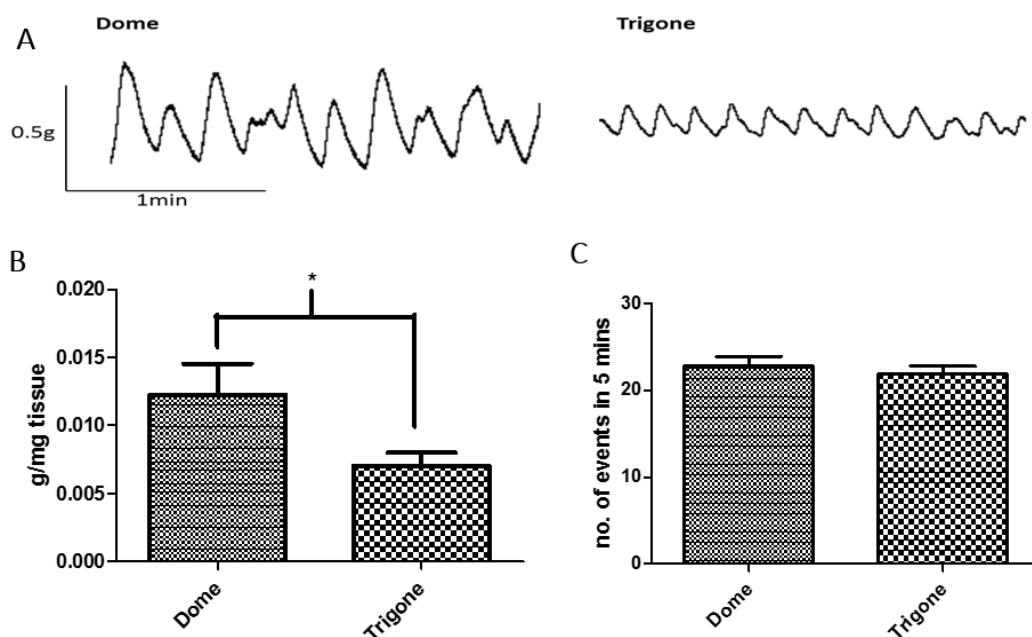 A
Dome
Trigone
0.5g
1min
B
*
0.020
0.015
0.010
0.005
0.000
g/mg tissue
Dome
Trigone
C
30
20
10
0
no. of events in 5 mins
Dome
Trigone